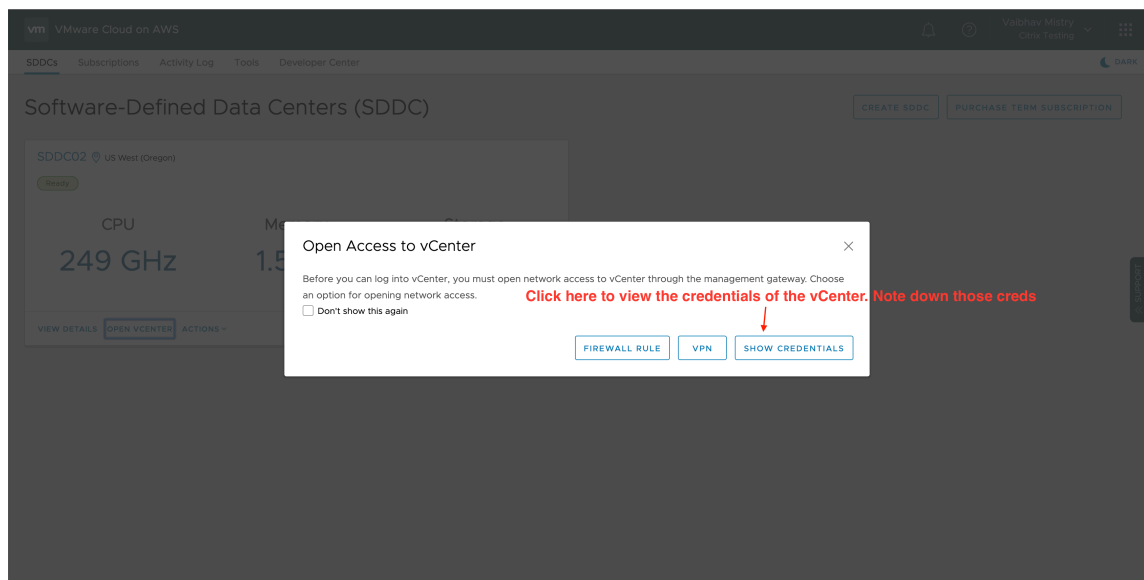 vm VMware Cloud on AWS
Vaibhav Mistry
Citrix Testing
SDDCs Subscriptions Activity Log Tools Developer Center
DARK
Software-Defined Data Centers (SDDC)
CREATE SDDC PURCHASE TERM SUBSCRIPTION
SDDC02 US West (Oregon)
Ready
CPU
249 GHz 1.5
Open Access to vCenter
Before you can log into vCenter, you must open network access to vCenter through the management gateway. Choose
an option for opening network access.
Click here to view the credentials of the vCenter. Note down those creds
Don't show this again
VIEW DETAILS OPEN VCENTER ACTIONS
FIREWALL RULE VPN SHOW CREDENTIALS